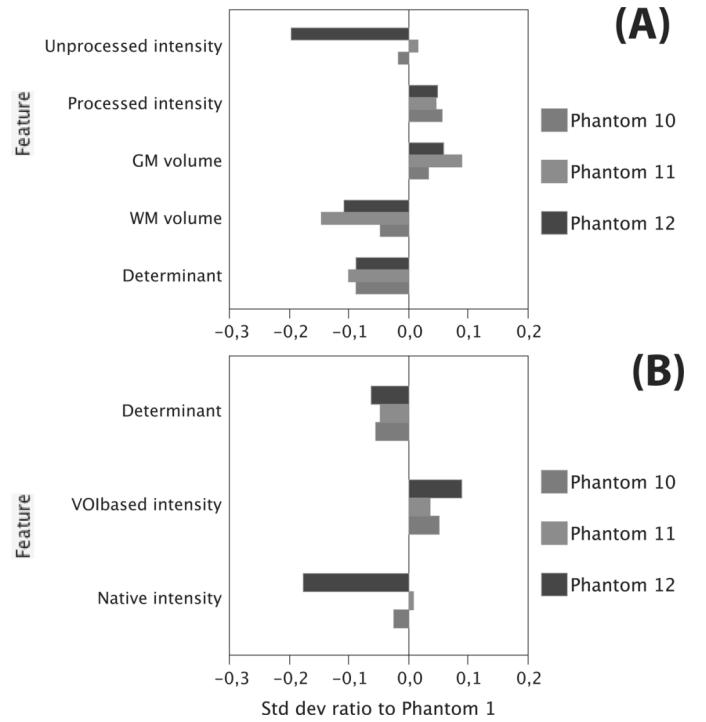 (A)
Unprocessed intensity
Processed intensity
GM volume
WM volume
Determinant
Feature
Phantom 10
Phantom 11
Phantom 12
−0,3 −0,2 −0,1 0,0 0,1 0,2
(B)
Determinant
VOIbased intensity
Native intensity
Feature
Phantom 10
Phantom 11
Phantom 12
−0,3 −0,2 −0,1 0,0 0,1 0,2
Std dev ratio to Phantom 1